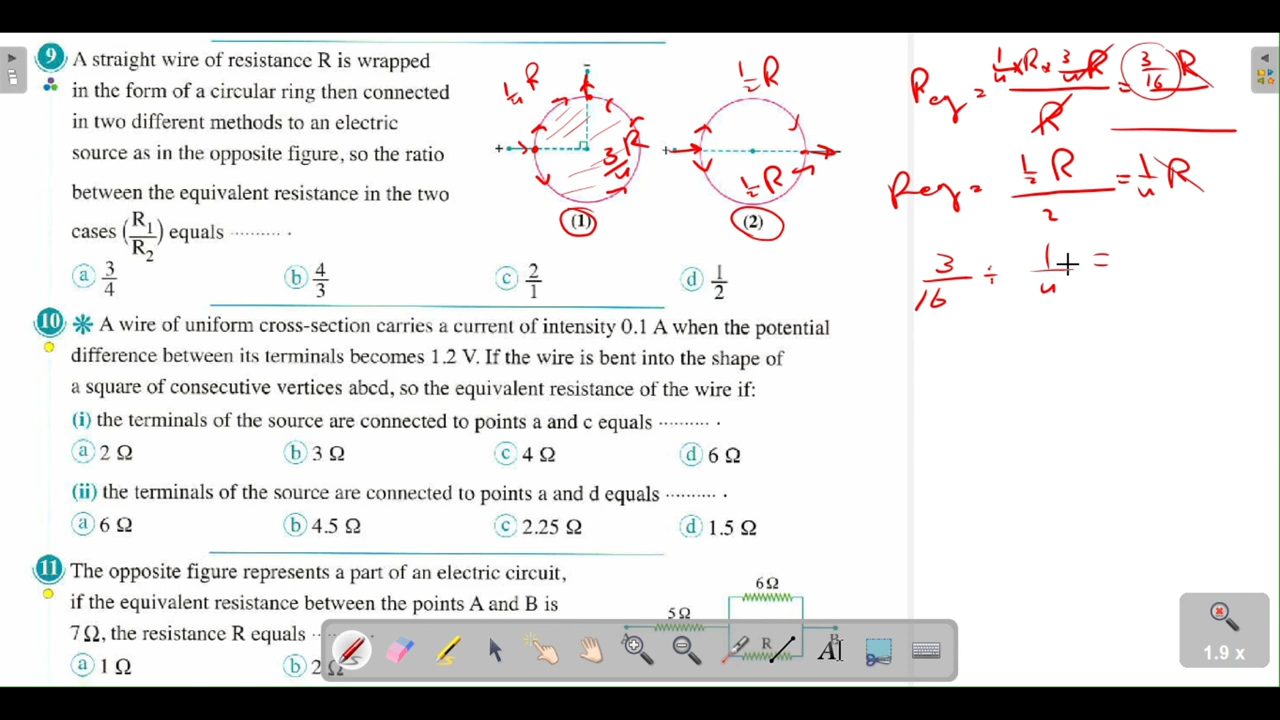 9 A straight wire of resistance R is wrapped
in the form of a circular ring then connected
in two different methods to an electric
source as in the opposite figure, so the ratio
between the equivalent resistance in the two
cases (R₁/R₂) equals ·········· .
+ - 1/4 R 3/4 R (1)
+ 1/2 R 1/2 R (2)
a 3/4 b 4/3 c 2/1 d 1/2
10 * A wire of uniform cross-section carries a current of intensity 0.1 A when the potential
difference between its terminals becomes 1.2 V. If the wire is bent into the shape of
a square of consecutive vertices abcd, so the equivalent resistance of the wire if:
(i) the terminals of the source are connected to points a and c equals ·········· .
a 2 Ω b 3 Ω c 4 Ω d 6 Ω
(ii) the terminals of the source are connected to points a and d equals ·········· .
a 6 Ω b 4.5 Ω c 2.25 Ω d 1.5 Ω
11 The opposite figure represents a part of an electric circuit,
if the equivalent resistance between the points A and B is
7 Ω, the resistance R equals ··
a 1 Ω b 2 Ω
6 Ω
5 Ω
R B
Req = (1/4 R × 3/4 R) / R = 3/16 R
Req = (1/2 R) / 2 = 1/4 R
3/16 ÷ 1/4 =
A
1.9 x